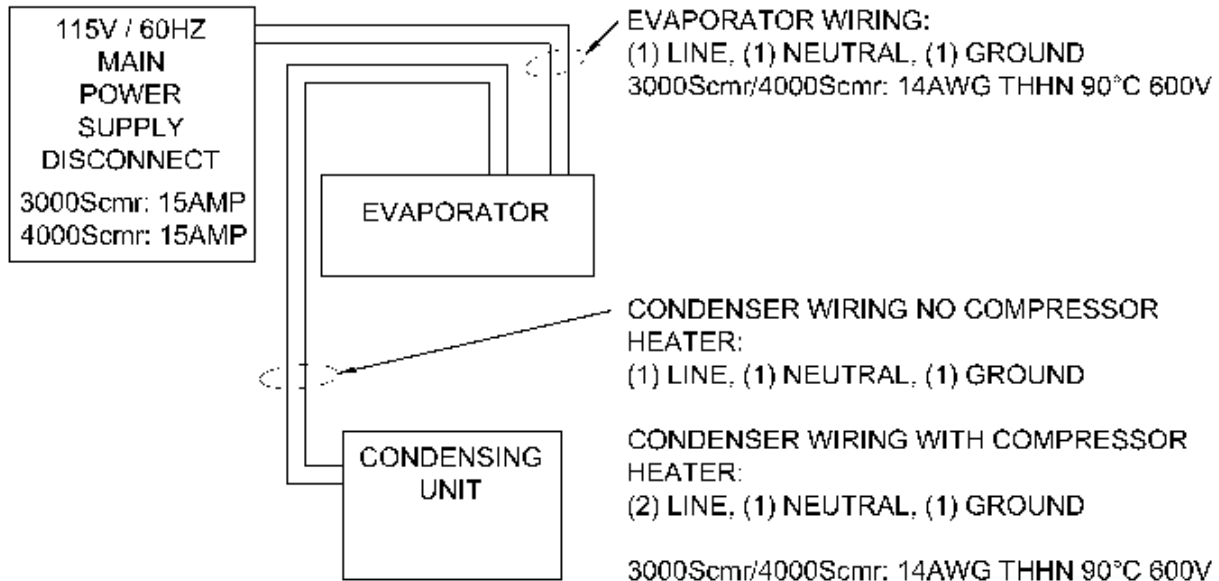 115V / 60HZ
MAIN
POWER
SUPPLY
DISCONNECT
3000Scmr: 15AMP
4000Scmr: 15AMP
EVAPORATOR WIRING:
(1) LINE, (1) NEUTRAL, (1) GROUND
3000Scmr/4000Scmr: 14AWG THHN 90°C 600V
EVAPORATOR
CONDENSER WIRING NO COMPRESSOR
HEATER:
(1) LINE, (1) NEUTRAL, (1) GROUND
CONDENSING
UNIT
CONDENSER WIRING WITH COMPRESSOR
HEATER:
(2) LINE, (1) NEUTRAL, (1) GROUND
3000Scmr/4000Scmr: 14AWG THHN 90°C 600V